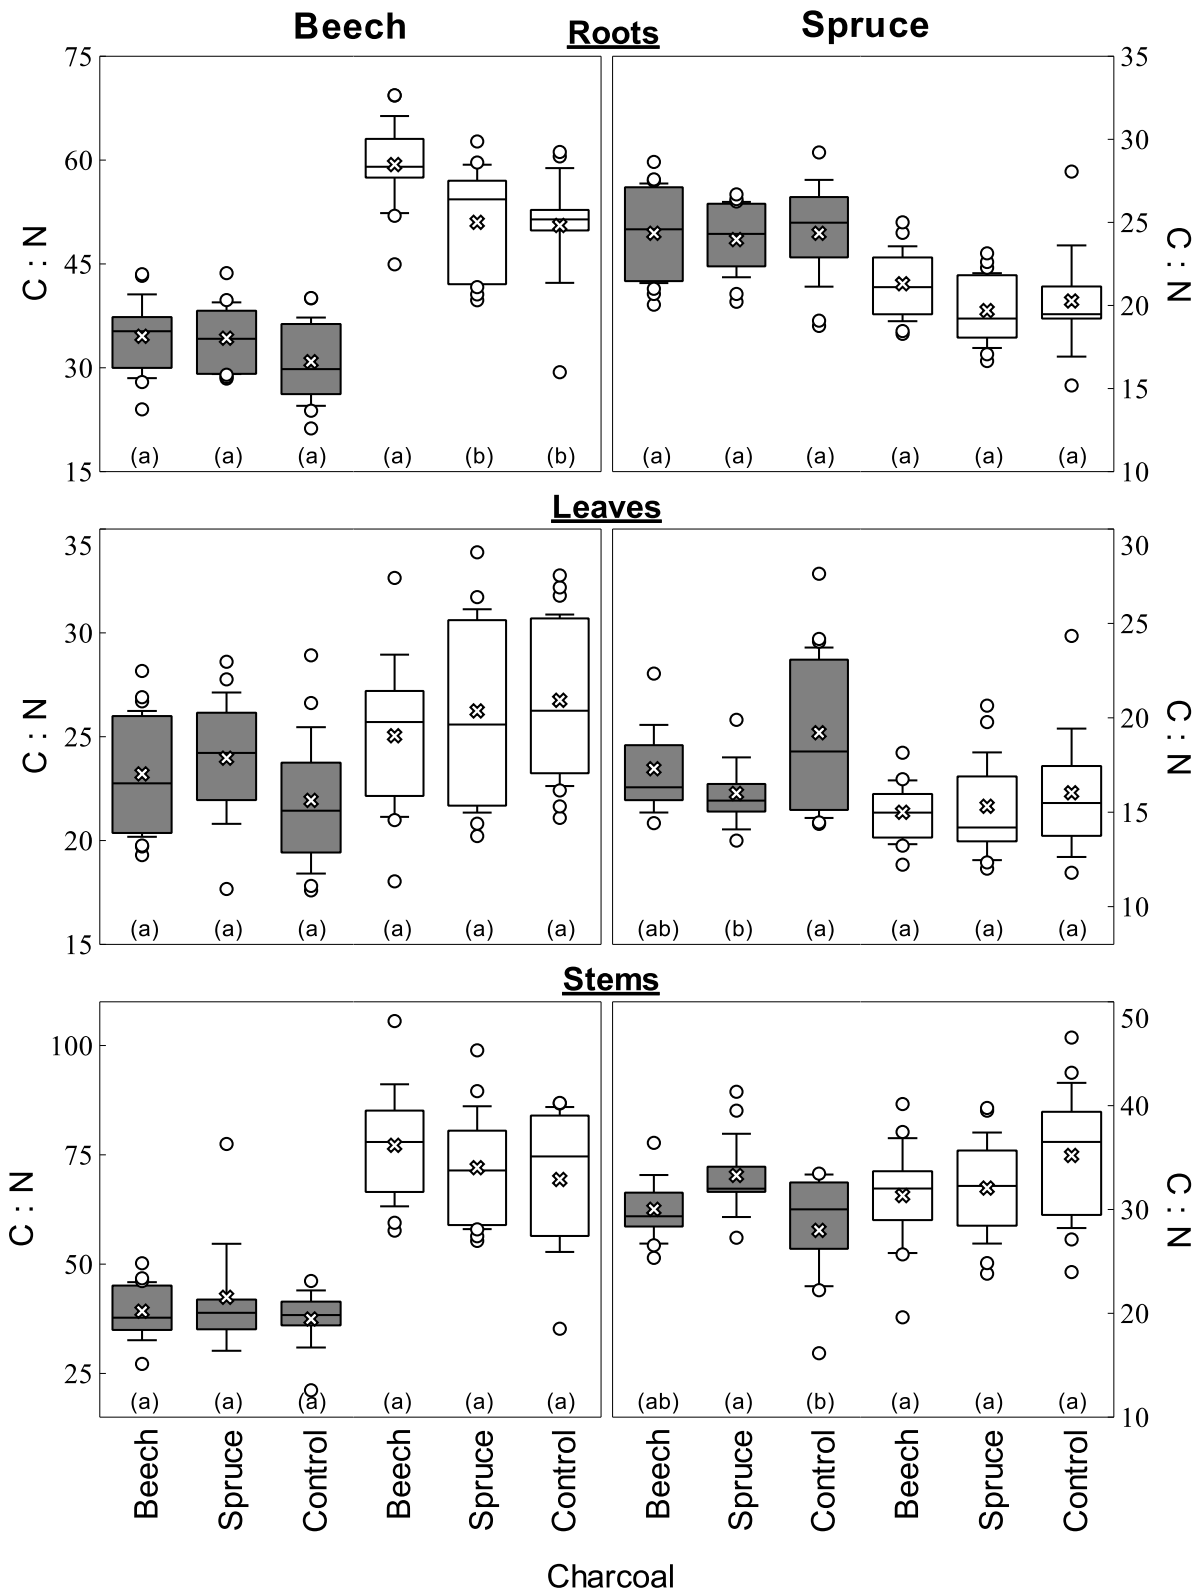 Beech Spruce
Roots
75 35
60 30
45 25
30 20
15 15
10
C : N C : N
(a) (a) (a) (a) (b) (b) (a) (a) (a) (a) (a) (a)
Leaves
35 30
30 25
25 20
20 15
15 10
C : N C : N
(a) (a) (a) (a) (a) (a) (ab) (b) (a) (a) (a) (a)
Stems
100 50
75 40
50 30
25 20
10
C : N C : N
(a) (a) (a) (a) (a) (a) (ab) (a) (b) (a) (a) (a)
Beech Spruce Control Beech Spruce Control Beech Spruce Control Beech Spruce Control
Charcoal